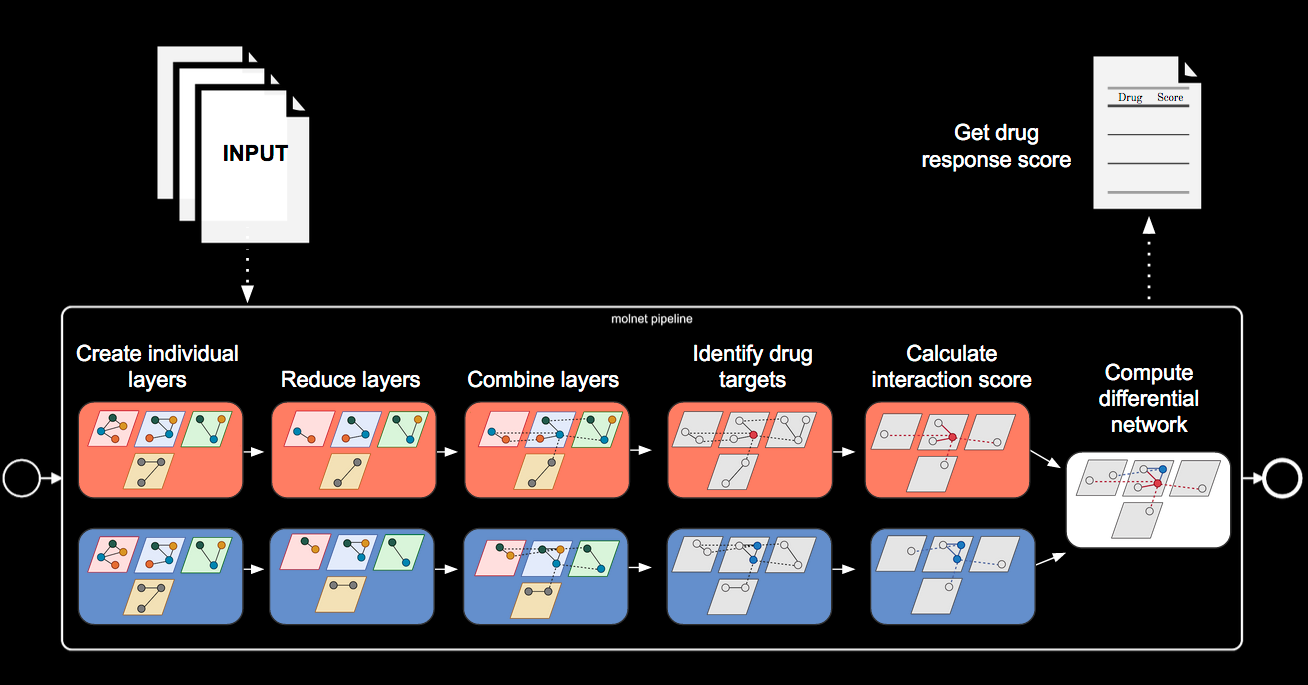 INPUT
Get drug
response score
Drug Score
molnet pipeline
Create individual
layers
Reduce layers
Combine layers
Identify drug
targets
Calculate
interaction score
Compute
differential
network